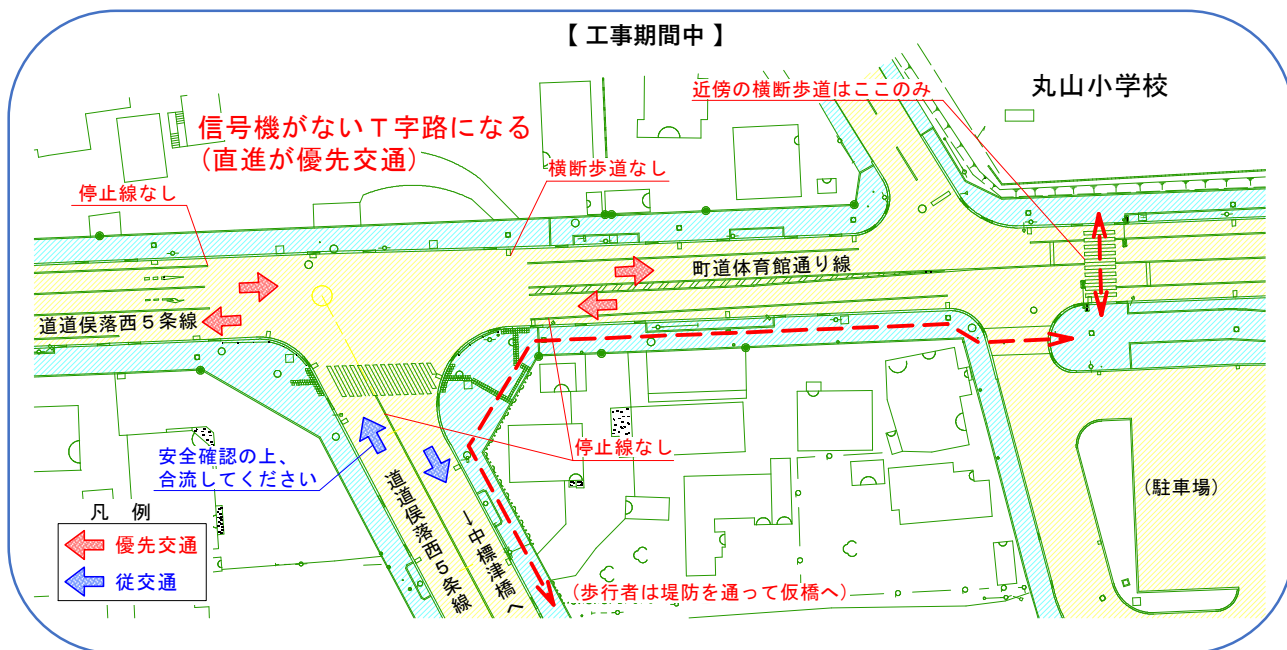 【 工事期間中 】
近傍の横断歩道はここのみ
丸山小学校
信号機がないT字路になる
(直進が優先交通)
停止線なし
横断歩道なし
町道体育館通り線
道道俣落西5条線
停止線なし
安全確認の上、
合流してください
道道俣落西5条線
→中標津橋へ
(駐車場)
凡 例
優先交通
従交通
(歩行者は堤防を通って仮橋へ)